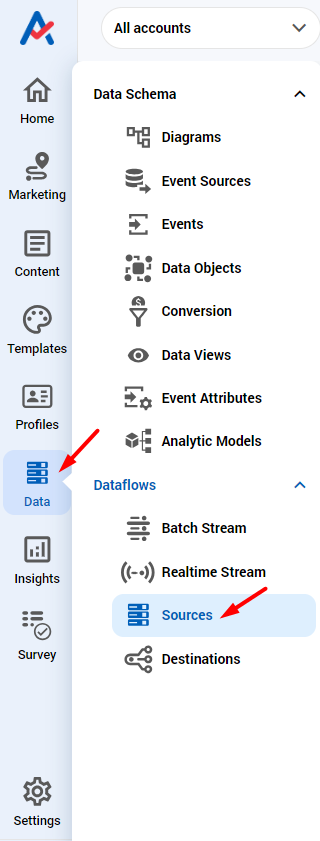 All accounts
Home
Marketing
Content
Templates
Profiles
Data
Insights
Survey
Settings
Data Schema
Diagrams
Event Sources
Events
Data Objects
Conversion
Data Views
Event Attributes
Analytic Models
Dataflows
Batch Stream
Realtime Stream
Sources
Destinations